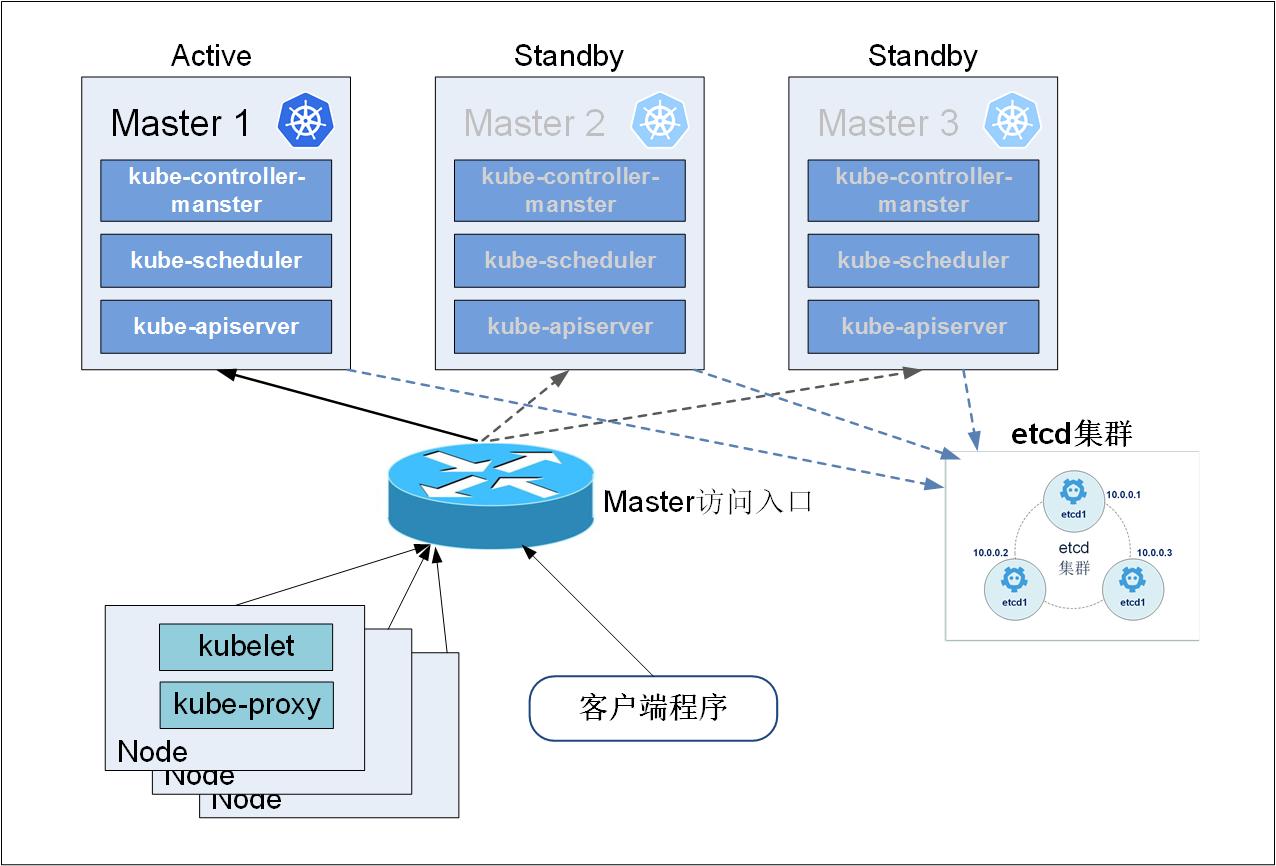 Active
Standby
Standby
Master 1
Master 2
Master 3
kube-controller-
manster
kube-controller-
manster
kube-controller-
manster
kube-scheduler
kube-scheduler
kube-scheduler
kube-apiserver
kube-apiserver
kube-apiserver
etcd集群
Master访问入口
etcd1
10.0.0.1
etcd
集群
10.0.0.2
10.0.0.3
etcd1
etcd1
kubelet
kube-proxy
Node
Node
Node
客户端程序